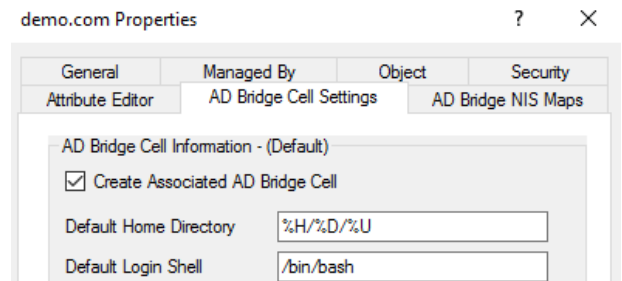 demo.com Properties ? ×
General Managed By Object Security
Attribute Editor AD Bridge Cell Settings AD Bridge NIS Maps
AD Bridge Cell Information - (Default)
Create Associated AD Bridge Cell
Default Home Directory %H/%D/%U
Default Login Shell /bin/bash